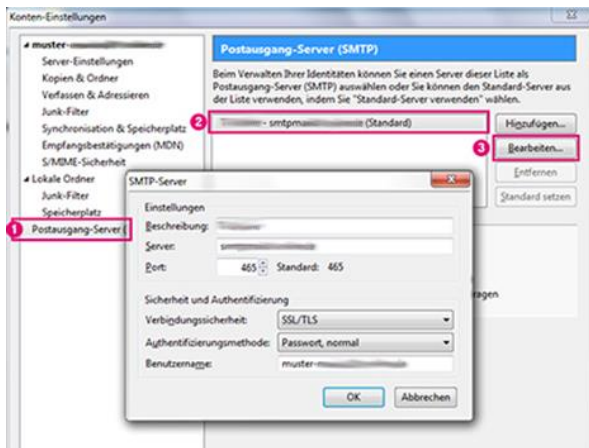 Konten-Einstellungen
muster-
Server-Einstellungen
Kopien & Ordner
Verfassen & Adressieren
Junk-Filter
Synchronisation & Speicherplatz
Empfangsbestätigungen (MDN)
S/MIME-Sicherheit
Lokale Ordner
Junk-Filter
Speicherplatz
1 Postausgang-Server (
Postausgang-Server (SMTP)
Beim Verwalten Ihrer Identitäten können Sie einen Server dieser Liste als
Postausgang-Server (SMTP) auswählen oder Sie können den Standard-Server aus
der Liste verwenden, indem Sie "Standard-Server verwenden" wählen.
2 - smtpma (Standard)
Hinzufügen...
3 Bearbeiten...
Entfernen
Standard setzen
ragen
SMTP-Server
Einstellungen
Beschreibung:
Server:
Port: 465 Standard: 465
Sicherheit und Authentifizierung
Verbindungssicherheit: SSL/TLS
Authentifizierungsmethode: Passwort, normal
Benutzername: muster-
OK Abbrechen